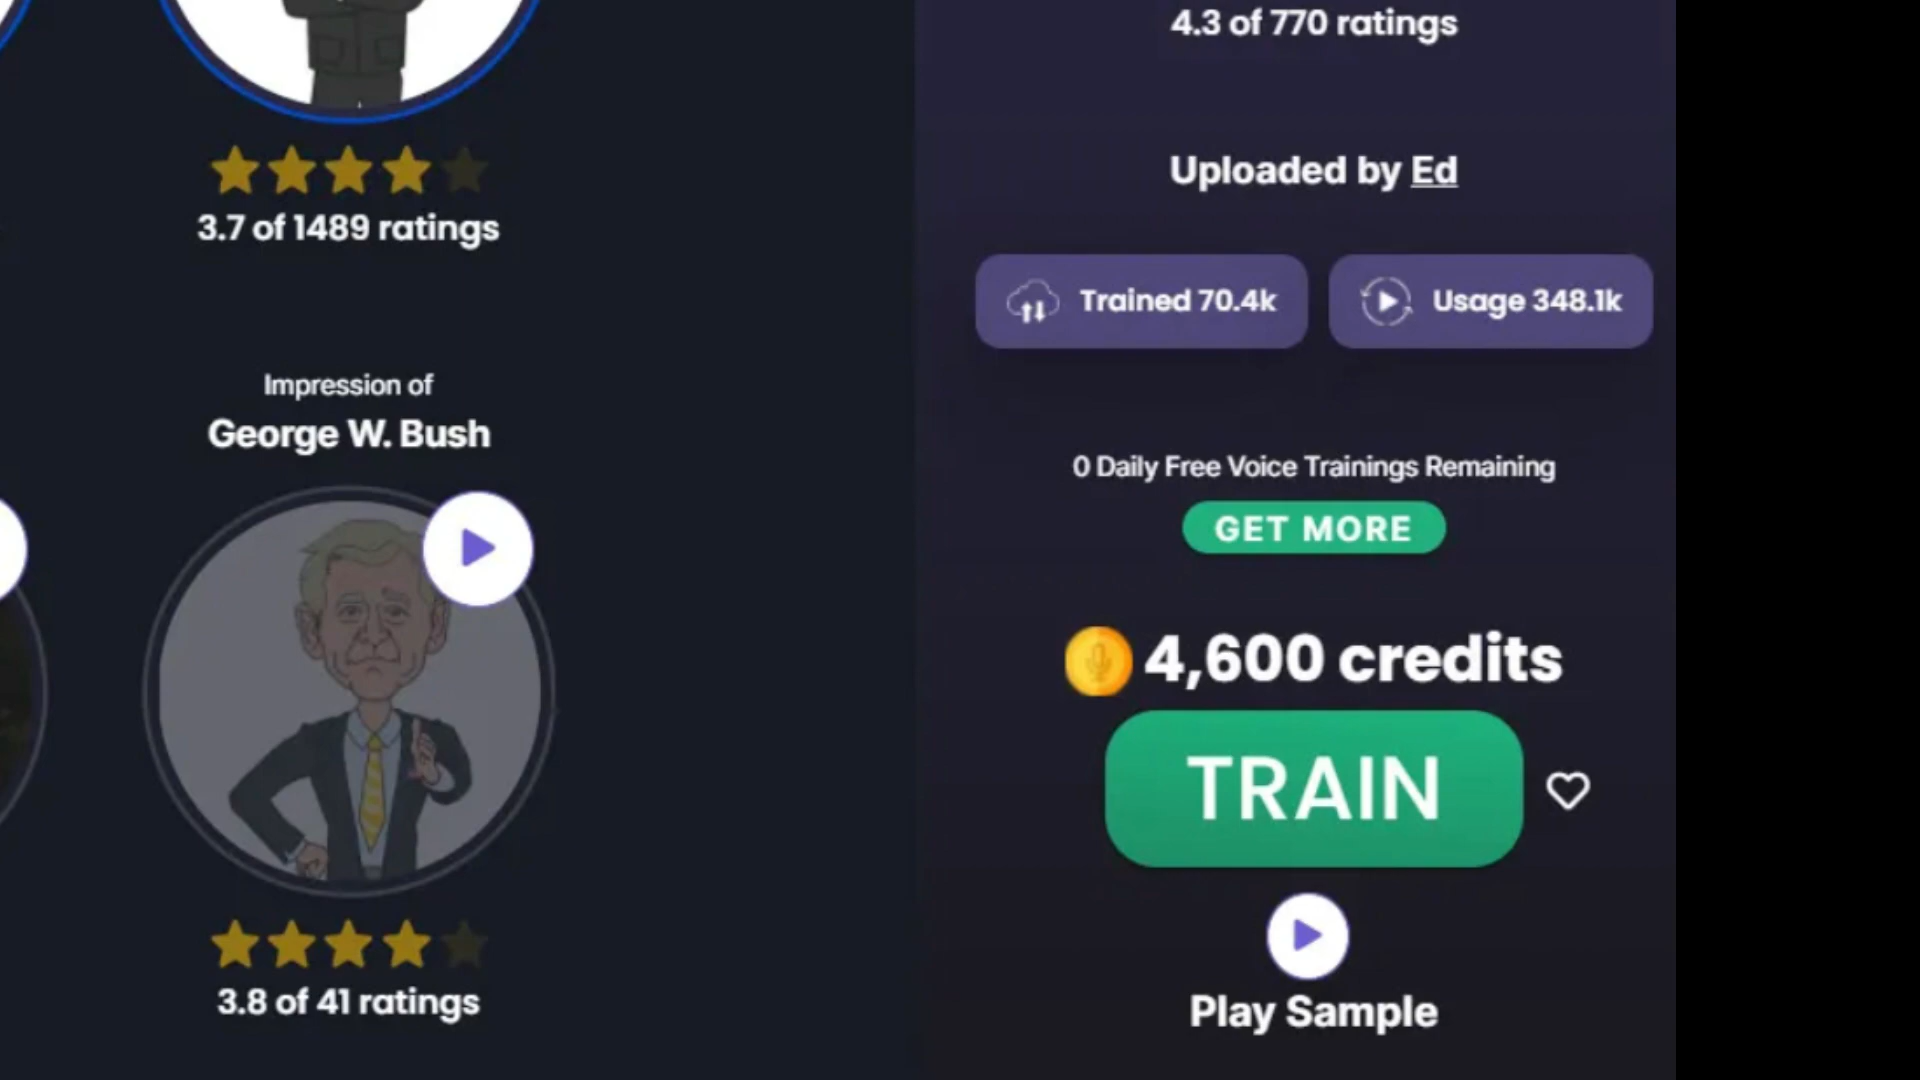 3.7 of 1489 ratings
Impression of
George W. Bush
3.8 of 41 ratings
4.3 of 770 ratings
Uploaded by Ed
Trained 70.4k
Usage 348.1k
0 Daily Free Voice Trainings Remaining
GET MORE
4,600 credits
TRAIN
Play Sample